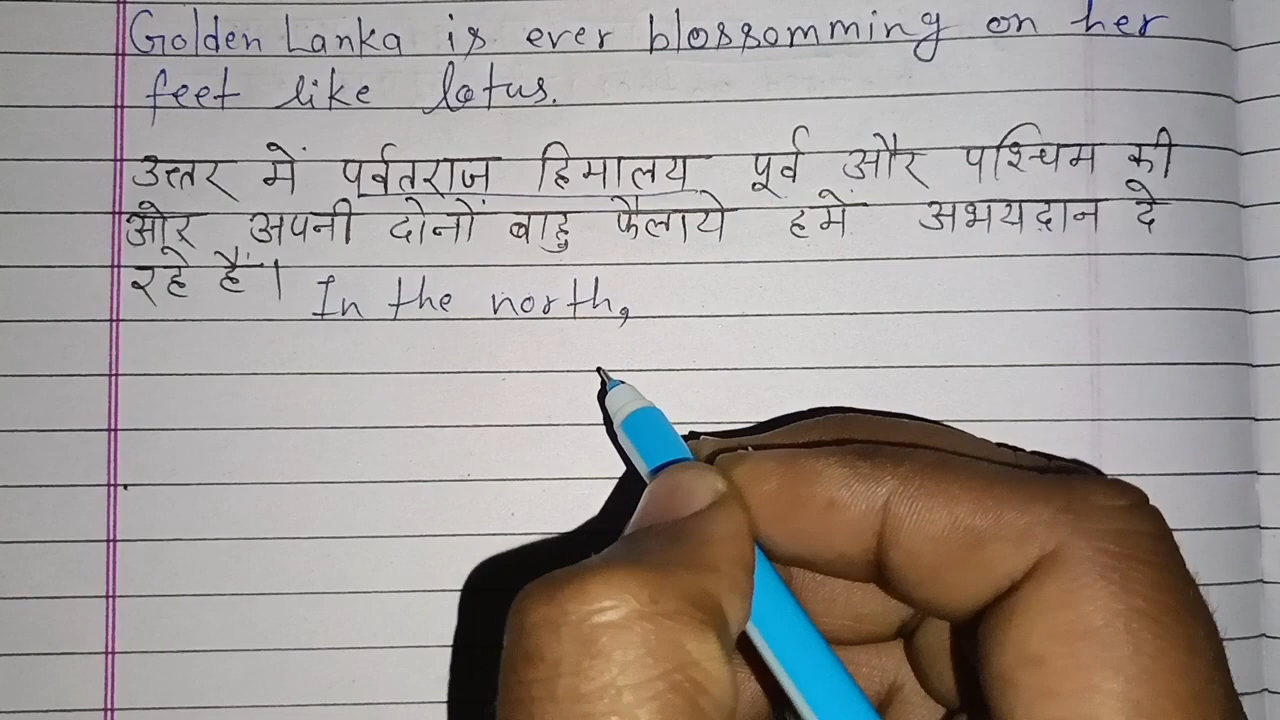 Golden Lanka is ever blossomming on her
feet like lotus.
उत्तर में पर्वतराज हिमालय पूर्व और पश्चिम की
ओर अपनी दोनों बाहु फैलाये हमें अभयदान दे
रहे हैं। In the north,